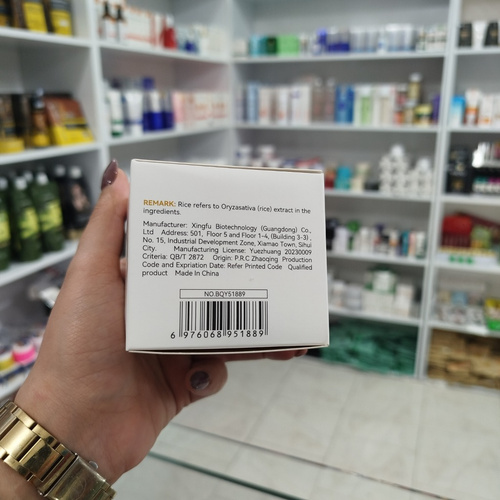 REMARK: Rice refers to Oryzasativa (rice) extract in the
ingredients.
Manufacturer: Xingfu Biotechnology (Guangdong) Co.,
Ltd Address: 501, Floor 5 and Floor 1-4, (Building 3-3) ,
No. 15, Industrial Development Zone, Xiamao Town, Sihui
City. Manufacturing License: Yuezhuang 20230009
Criteria: QB/T 2872 Origin: P.R.C Zhaoqing Production
Code and Expriation Date: Refer Printed Code Qualified
product Made In China
NO.BQY51889
6 976068 951889